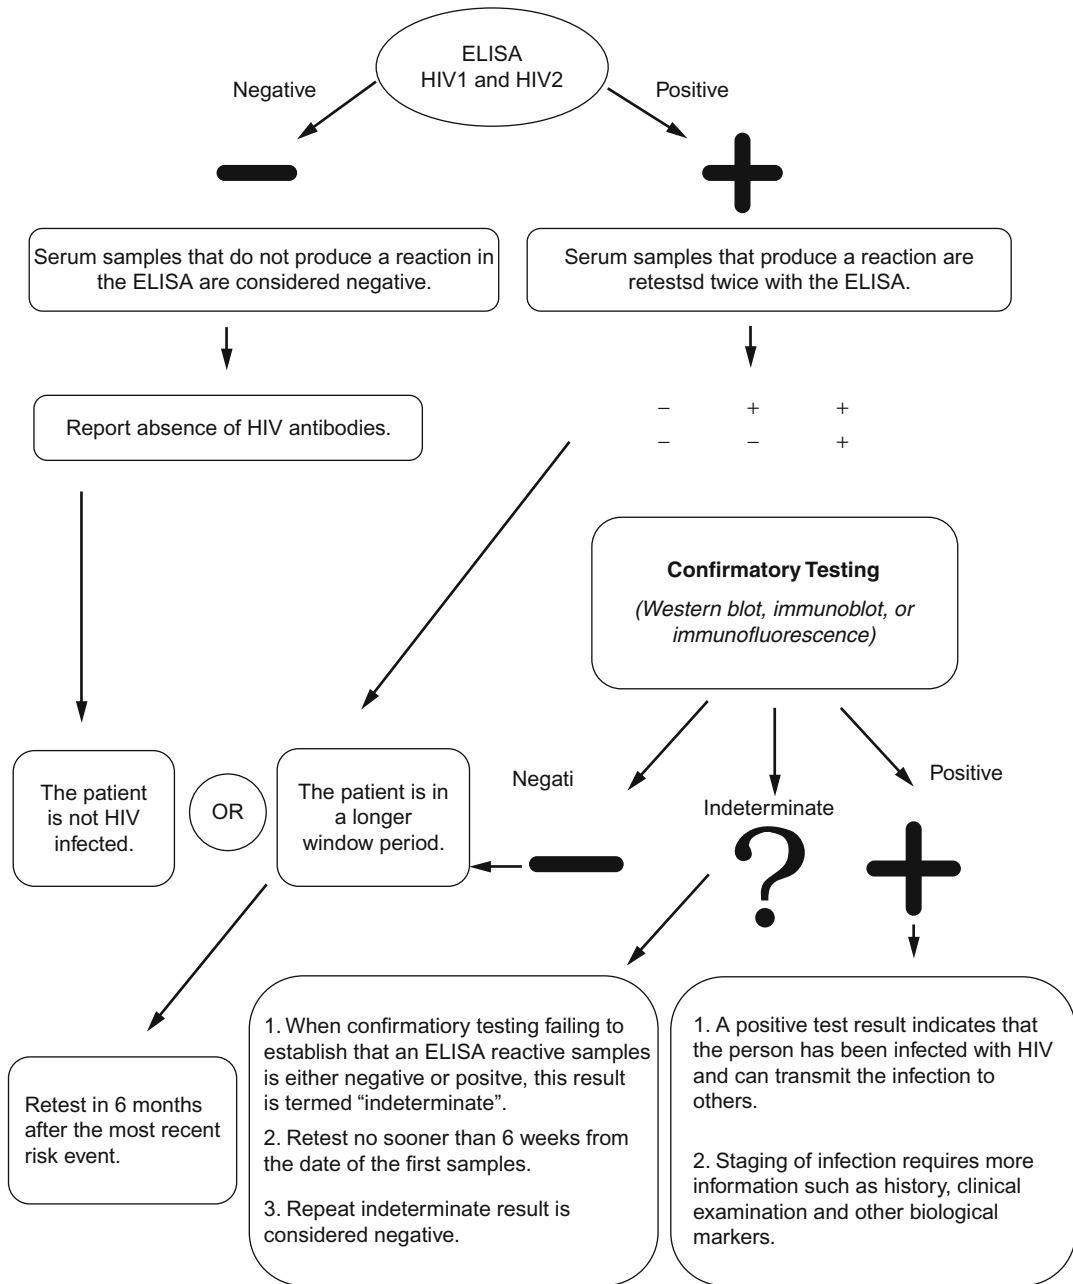 ELISA
HIV1 and HIV2
Negative
Positive
Serum samples that do not produce a reaction in
the ELISA are considered negative.
Serum samples that produce a reaction are
retestsd twice with the ELISA.
Report absence of HIV antibodies.
− + +
− − +
Confirmatory Testing
(Western blot, immunoblot, or
immunofluorescence)
The patient
is not HIV
infected.
OR
The patient is in
a longer
window period.
Negati
Indeterminate
?
Positive
Retest in 6 months
after the most recent
risk event.
1. When confirmatiory testing failing to
establish that an ELISA reactive samples
is either negative or positve, this result
is termed “indeterminate”.
2. Retest no sooner than 6 weeks from
the date of the first samples.
3. Repeat indeterminate result is
considered negative.
1. A positive test result indicates that
the person has been infected with HIV
and can transmit the infection to
others.
2. Staging of infection requires more
information such as history, clinical
examination and other biological
markers.